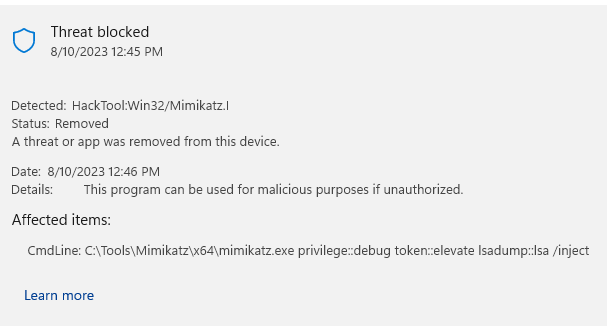 Threat blocked
8/10/2023 12:45 PM
Detected: HackTool:Win32/Mimikatz.I
Status: Removed
A threat or app was removed from this device.
Date: 8/10/2023 12:46 PM
Details: This program can be used for malicious purposes if unauthorized.
Affected items:
CmdLine: C:\Tools\Mimikatz\x64\mimikatz.exe privilege::debug token::elevate lsadump::lsa /inject
Learn more